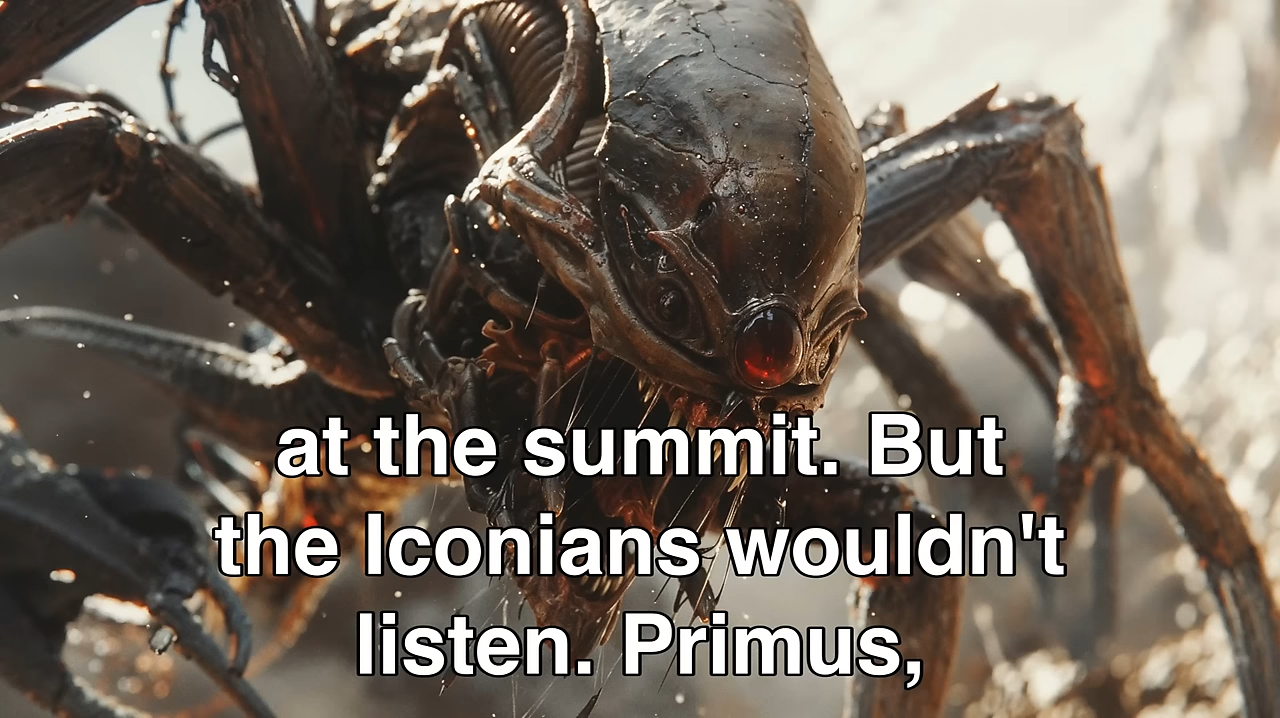 at the summit. But
the Iconians wouldn't
listen. Primus,